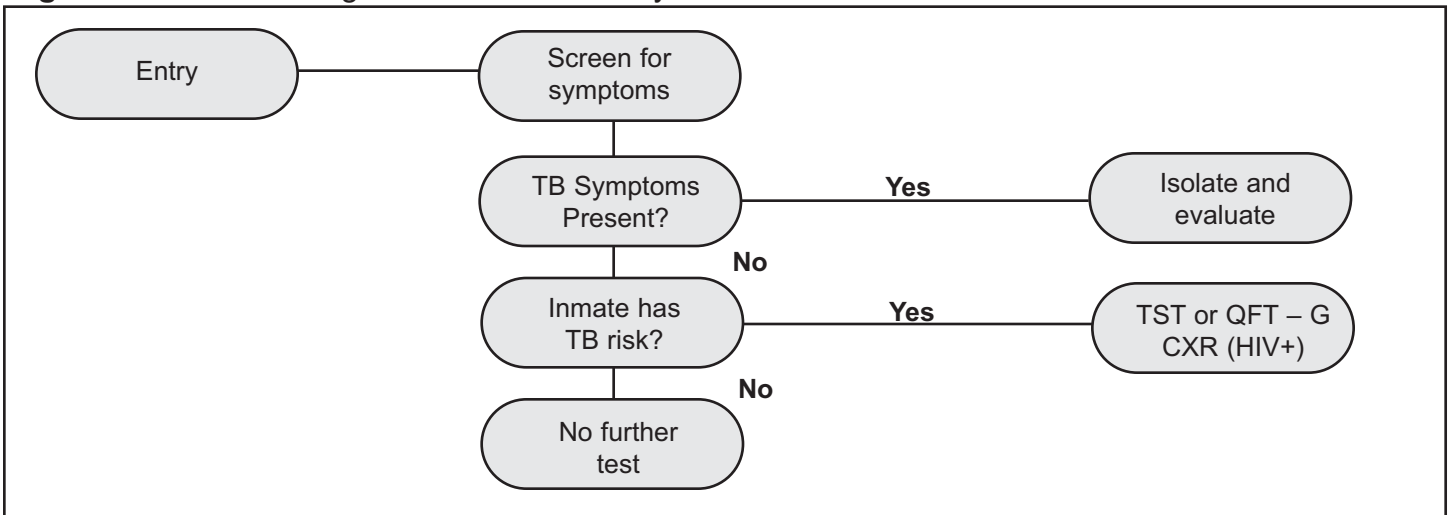 Entry
Screen for
symptoms
TB Symptoms
Present?
Yes
Isolate and
evaluate
No
Inmate has
TB risk?
Yes
TST or QFT – G
CXR (HIV+)
No
No further
test